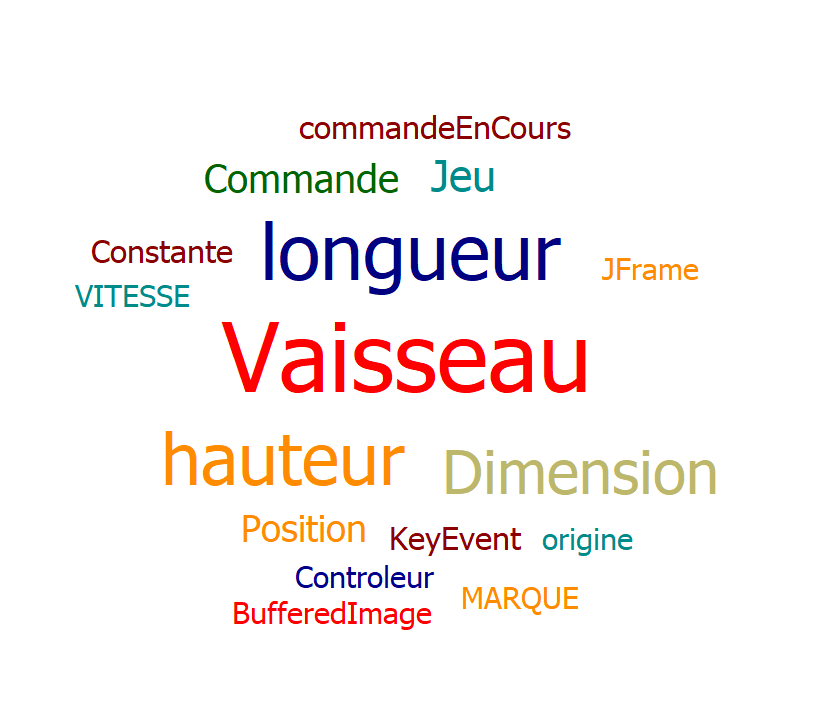 commandeEnCours
Commande Jeu
Constante longueur JFrame
VITESSE
Vaisseau
hauteur Dimension
Position KeyEvent origine
Controleur
BufferedImage MARQUE